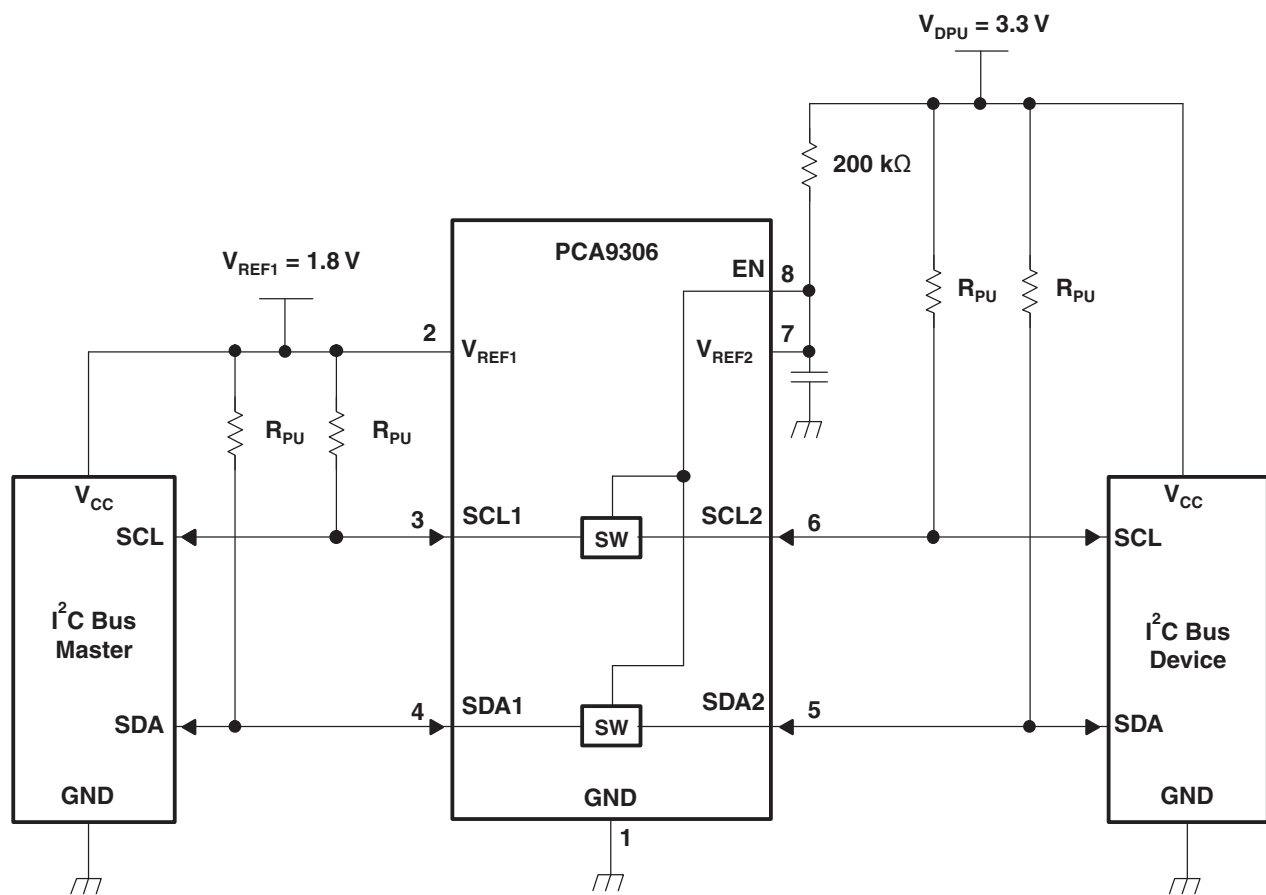 V_DPU = 3.3 V
200 kΩ
PCA9306
EN
8
V_REF1 = 1.8 V
R_PU
R_PU
2
V_REF1
V_REF2
7
R_PU
R_PU
V_CC
SCL
3
SCL1
SW
SCL2
6
V_CC
SCL
I²C Bus
Master
I²C Bus
Device
SDA
4
SDA1
SW
SDA2
5
SDA
GND
GND
1
GND